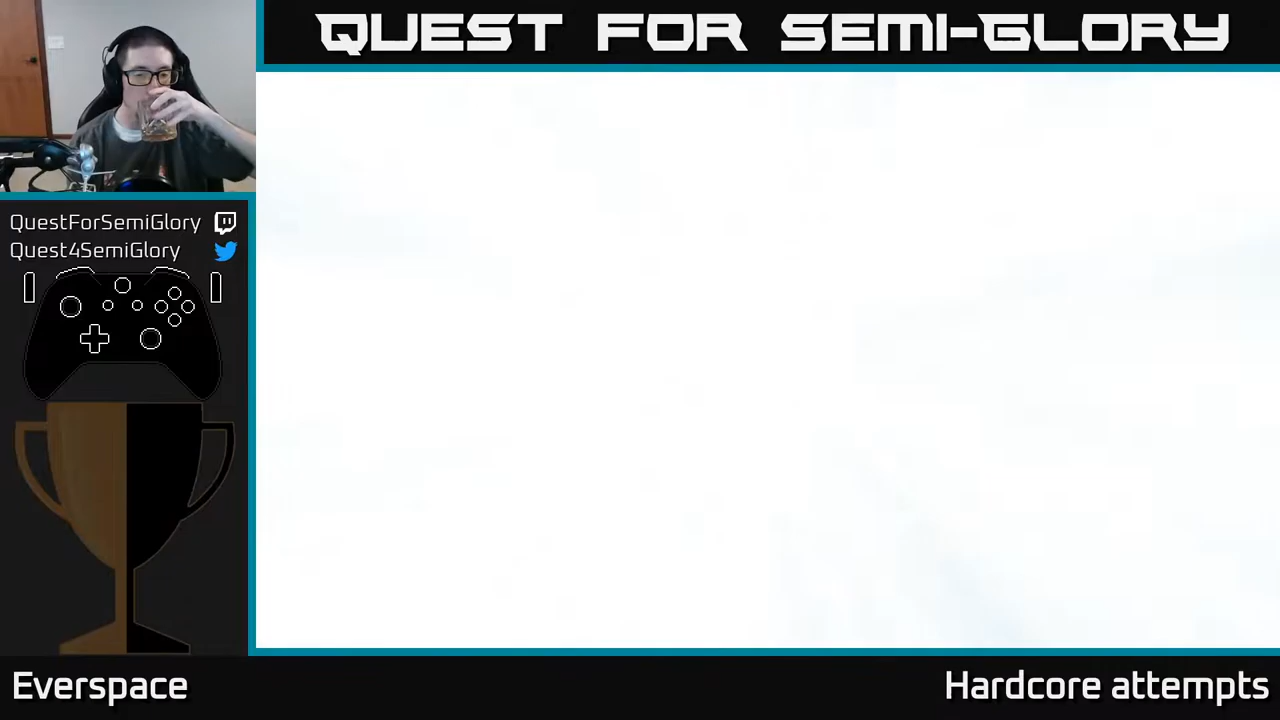 QUEST FOR SEMI-GLORY
QuestForSemiGlory
Quest4SemiGlory
Everspace
Hardcore attempts